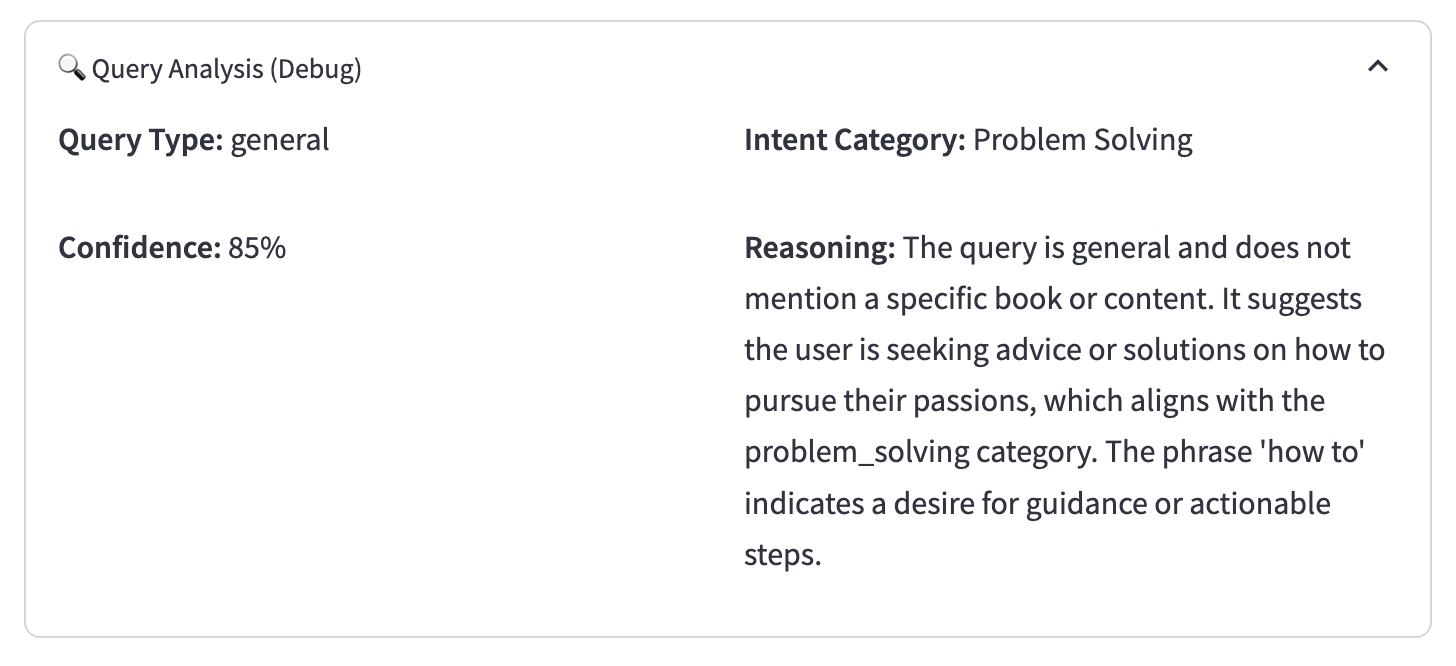 Query Analysis (Debug)
Query Type: general
Intent Category: Problem Solving
Confidence: 85%
Reasoning: The query is general and does not
mention a specific book or content. It suggests
the user is seeking advice or solutions on how to
pursue their passions, which aligns with the
problem_solving category. The phrase 'how to'
indicates a desire for guidance or actionable
steps.